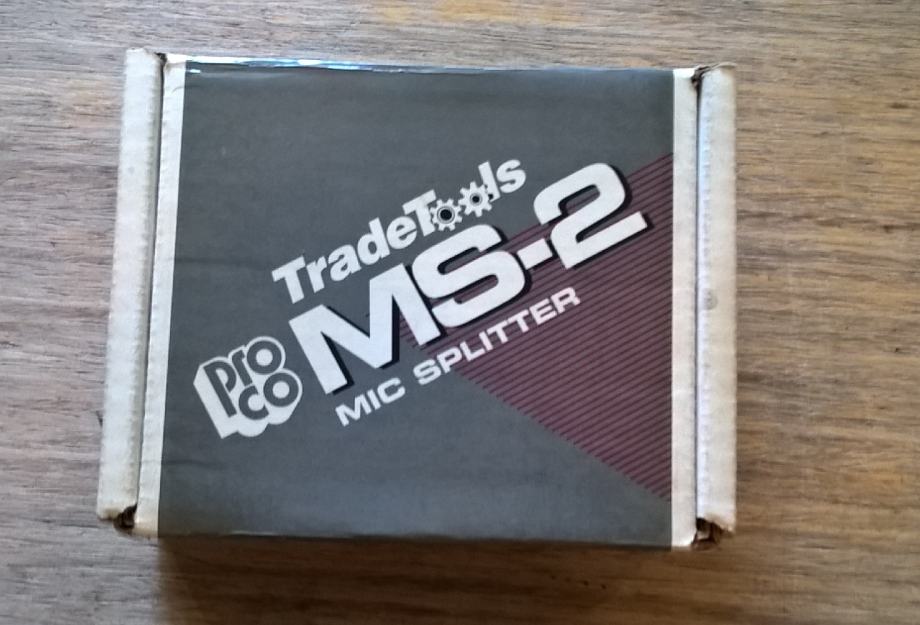 TradeTools
MS-2
MIC SPLITTER
pro
co